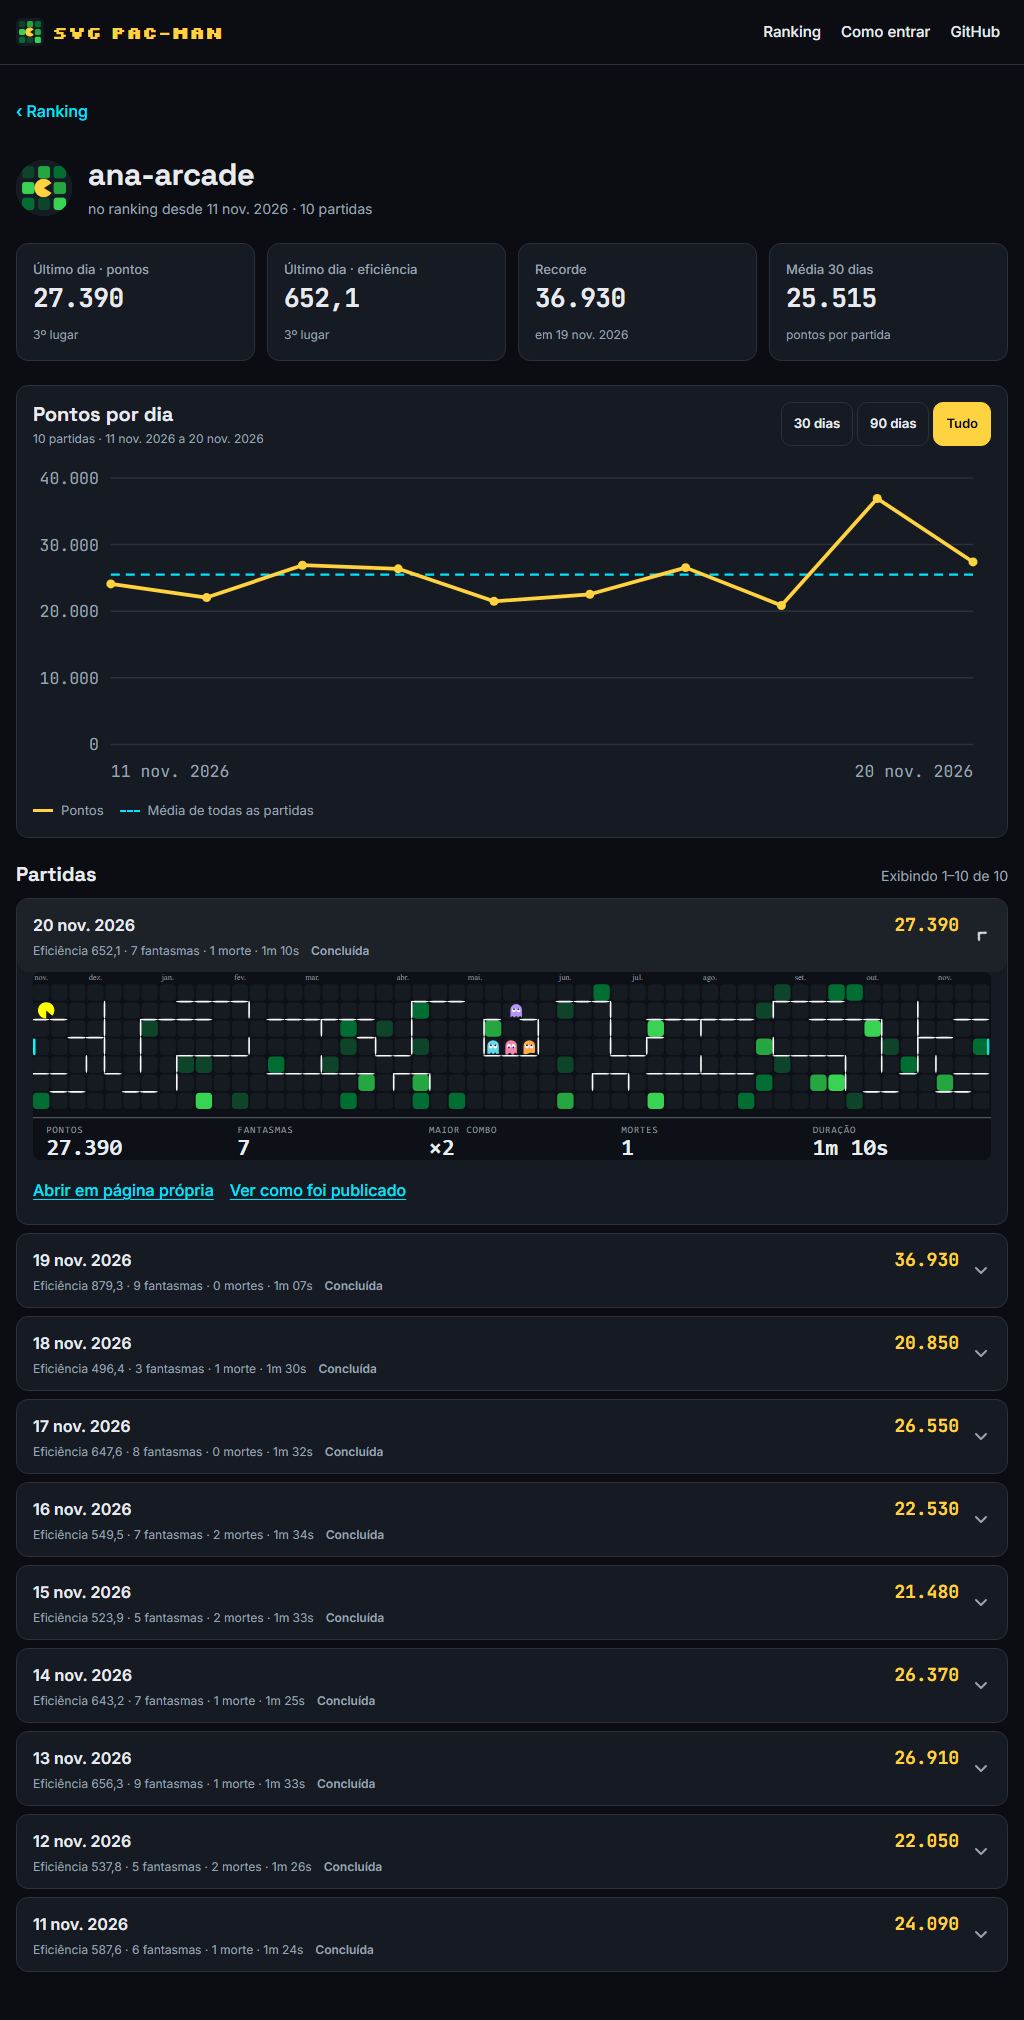 SVG PAC-MAN
Ranking Como entrar GitHub
‹ Ranking
ana-arcade
no ranking desde 11 nov. 2026 · 10 partidas
Último dia · pontos
27.390
3º lugar
Último dia · eficiência
652,1
3º lugar
Recorde
36.930
em 19 nov. 2026
Média 30 dias
25.515
pontos por partida
Pontos por dia
10 partidas · 11 nov. 2026 a 20 nov. 2026
30 dias 90 dias Tudo
40.000
30.000
20.000
10.000
0
11 nov. 2026 20 nov. 2026
Pontos Média de todas as partidas
Partidas Exibindo 1–10 de 10
20 nov. 2026 27.390
Eficiência 652,1 · 7 fantasmas · 1 morte · 1m 10s Concluída
nov. dez. jan. fev. mar. abr. mai. jun. jul. ago. set. out. nov.
PONTOS FANTASMAS MAIOR COMBO MORTES DURAÇÃO
27.390 7 ×2 1 1m 10s
Abrir em página própria Ver como foi publicado
19 nov. 2026 36.930
Eficiência 879,3 · 9 fantasmas · 0 mortes · 1m 07s Concluída
18 nov. 2026 20.850
Eficiência 496,4 · 3 fantasmas · 1 morte · 1m 30s Concluída
17 nov. 2026 26.550
Eficiência 647,6 · 8 fantasmas · 0 mortes · 1m 32s Concluída
16 nov. 2026 22.530
Eficiência 549,5 · 7 fantasmas · 2 mortes · 1m 34s Concluída
15 nov. 2026 21.480
Eficiência 523,9 · 5 fantasmas · 2 mortes · 1m 33s Concluída
14 nov. 2026 26.370
Eficiência 643,2 · 7 fantasmas · 1 morte · 1m 25s Concluída
13 nov. 2026 26.910
Eficiência 656,3 · 9 fantasmas · 1 morte · 1m 33s Concluída
12 nov. 2026 22.050
Eficiência 537,8 · 5 fantasmas · 2 mortes · 1m 26s Concluída
11 nov. 2026 24.090
Eficiência 587,6 · 6 fantasmas · 1 morte · 1m 24s Concluída